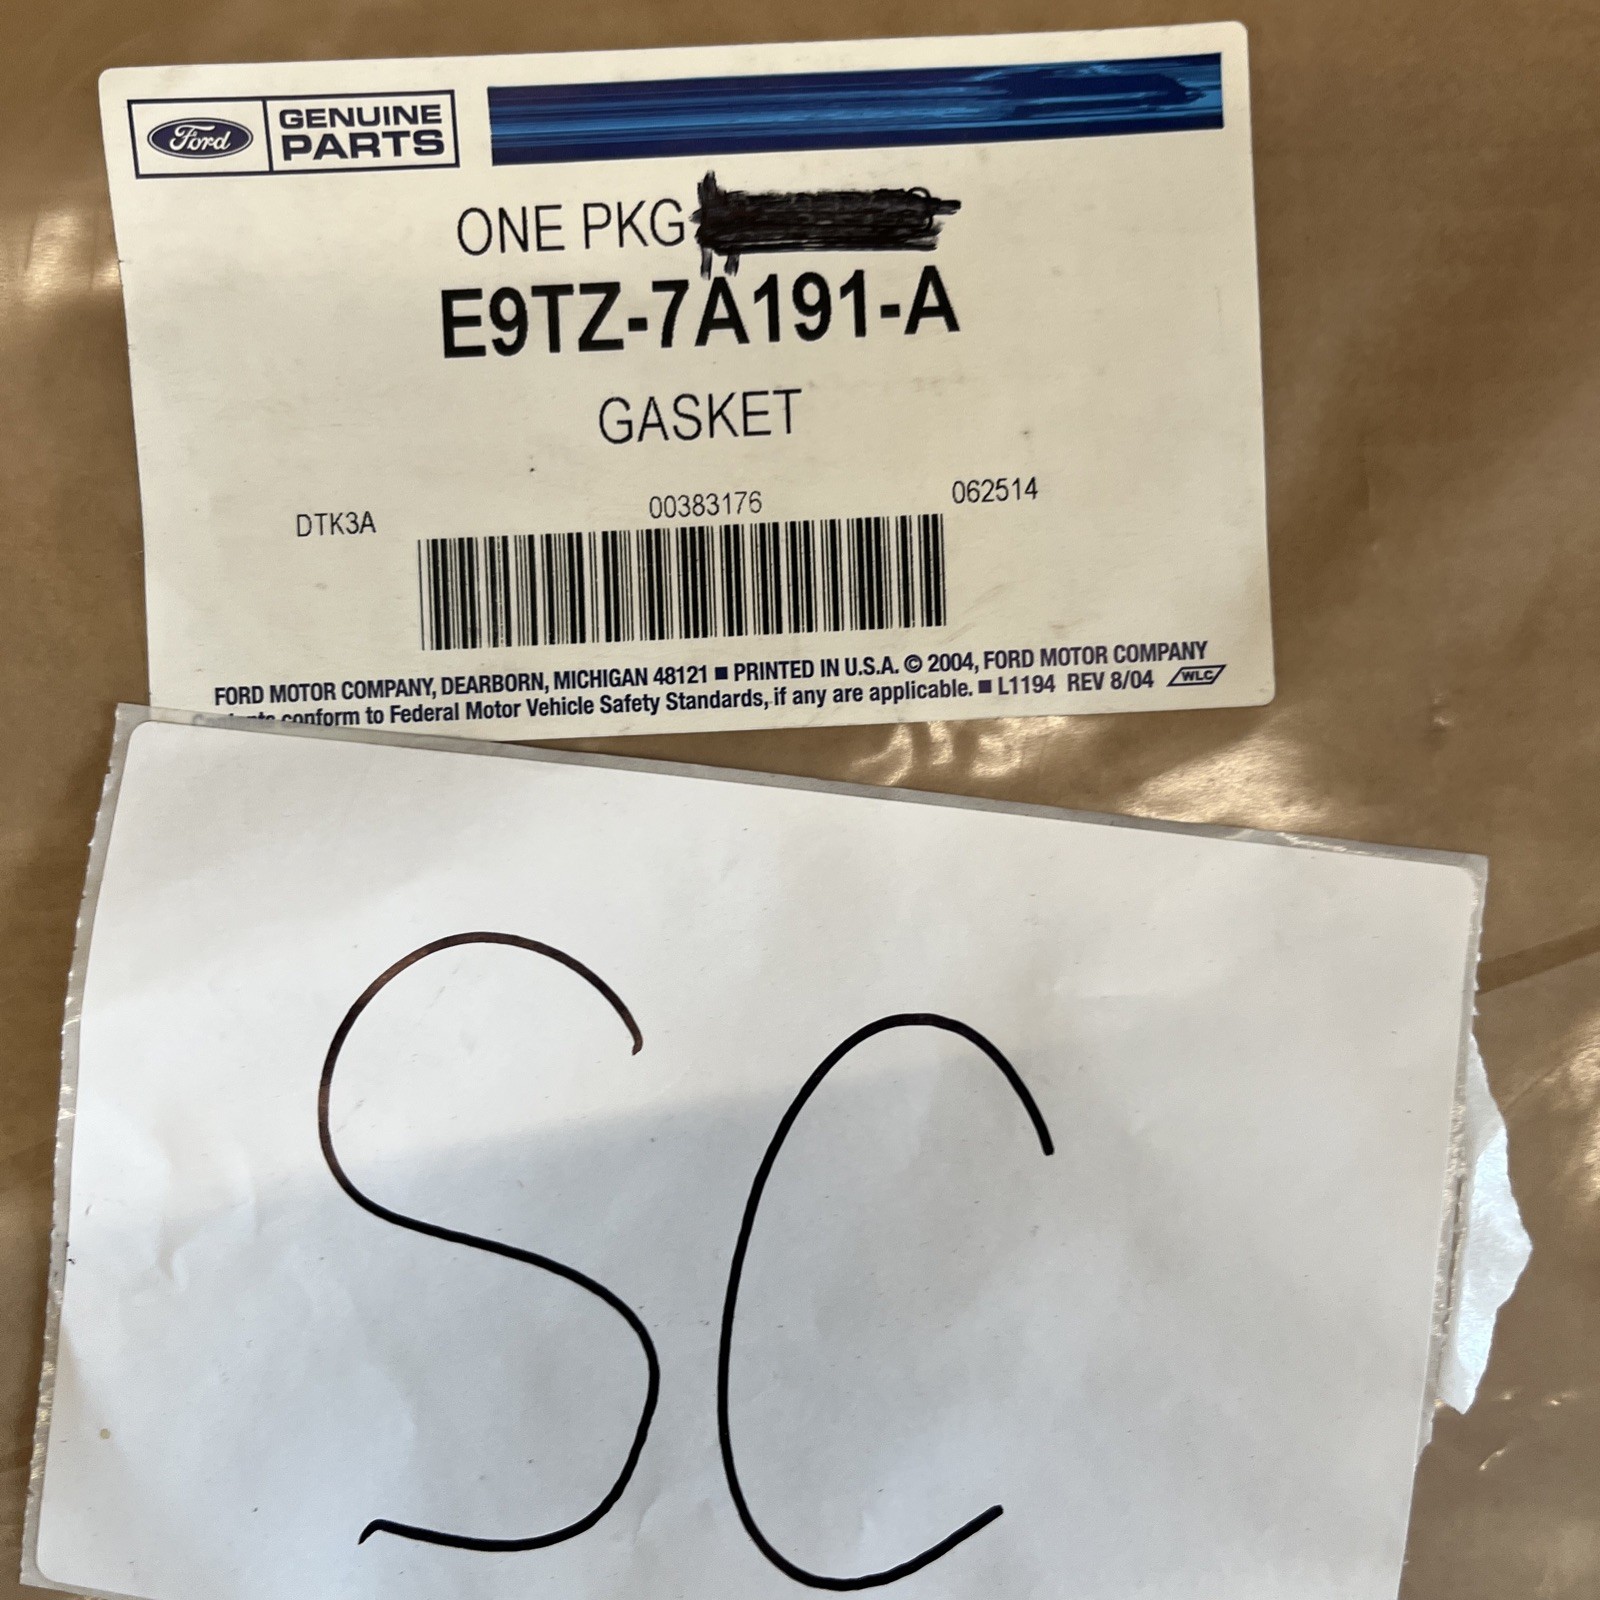 Ford GENUINE PARTS
ONE PKG
E9TZ-7A191-A
GASKET
DTK3A 00383176 062514
FORD MOTOR COMPANY, DEARBORN, MICHIGAN 48121 ■ PRINTED IN U.S.A. © 2004, FORD MOTOR COMPANY
conform to Federal Motor Vehicle Safety Standards, if any are applicable. ■ L1194 REV 8/04 WLC
SC